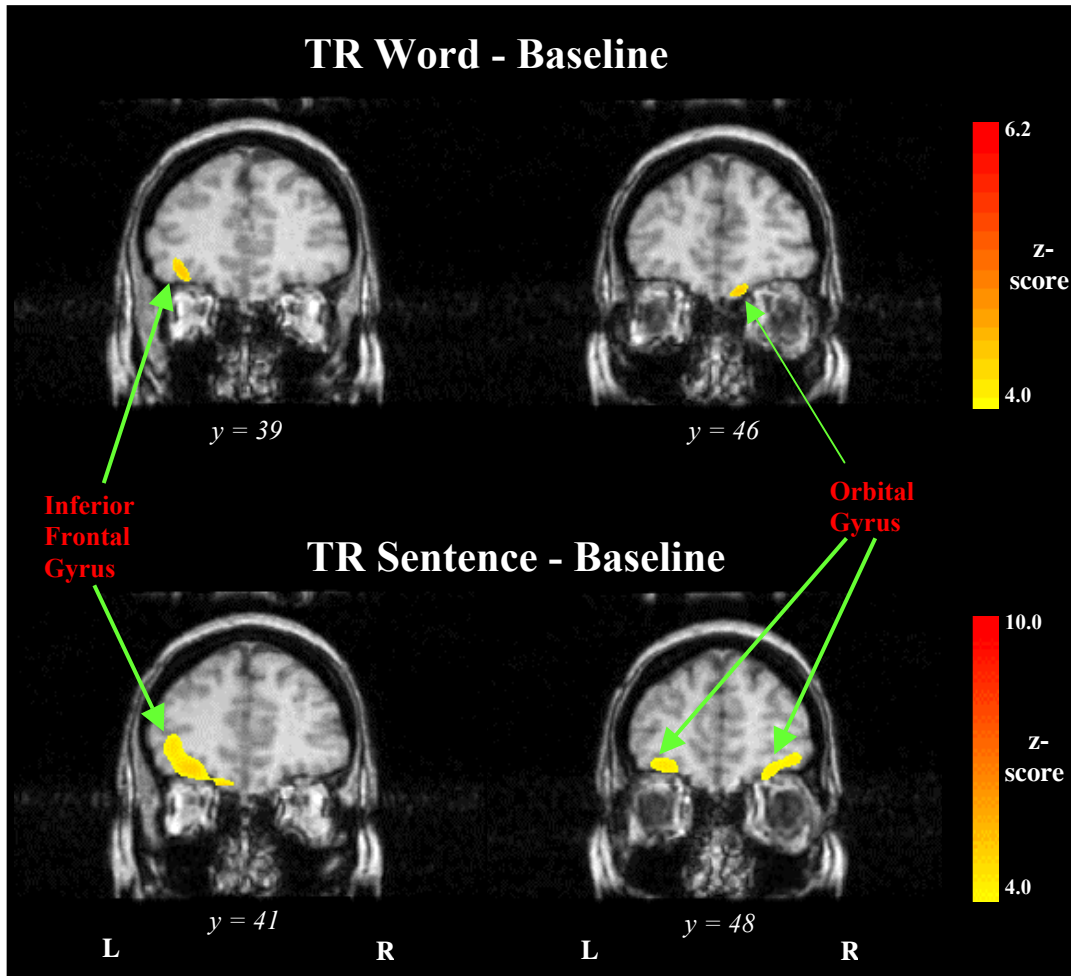 TR Word - Baseline
6.2
z-
score
4.0
y = 39
y = 46
Inferior
Frontal
Gyrus
Orbital
Gyrus
TR Sentence - Baseline
10.0
z-
score
4.0
y = 41
y = 48
L
R
L
R